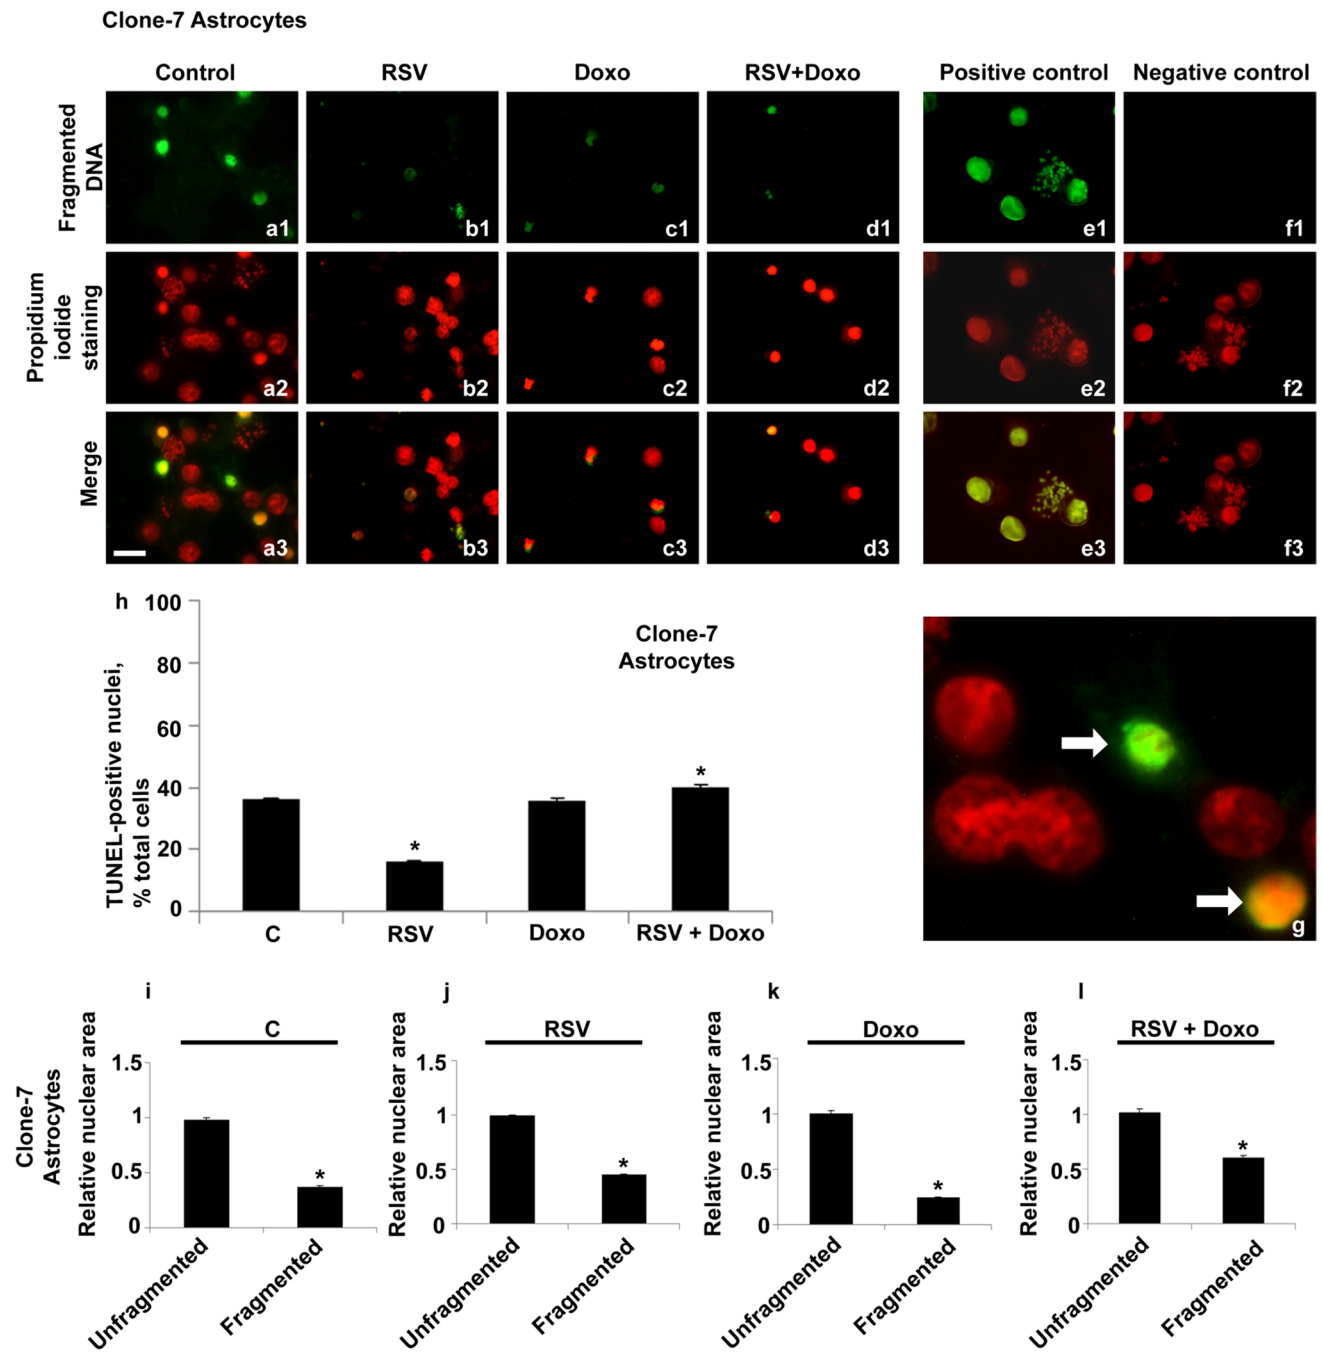 Clone-7 Astrocytes
Control
RSV
Doxo
RSV+Doxo
Positive control
Negative control
Fragmented
DNA
a1
b1
c1
d1
e1
f1
Propidium
iodide
staining
a2
b2
c2
d2
e2
f2
Merge
a3
b3
c3
d3
e3
f3
h
TUNEL-positive nuclei,
% total cells
100
80
60
40
20
0
Clone-7
Astrocytes
*
*
C
RSV
Doxo
RSV + Doxo
g
Clone-7
Astrocytes
i
C
Relative nuclear area
1.5
1
0.5
0
*
Unfragmented
Fragmented
j
RSV
Relative nuclear area
1.5
1
0.5
0
*
Unfragmented
Fragmented
k
Doxo
Relative nuclear area
1.5
1
0.5
0
*
Unfragmented
Fragmented
l
RSV + Doxo
Relative nuclear area
1.5
1
0.5
0
*
Unfragmented
Fragmented